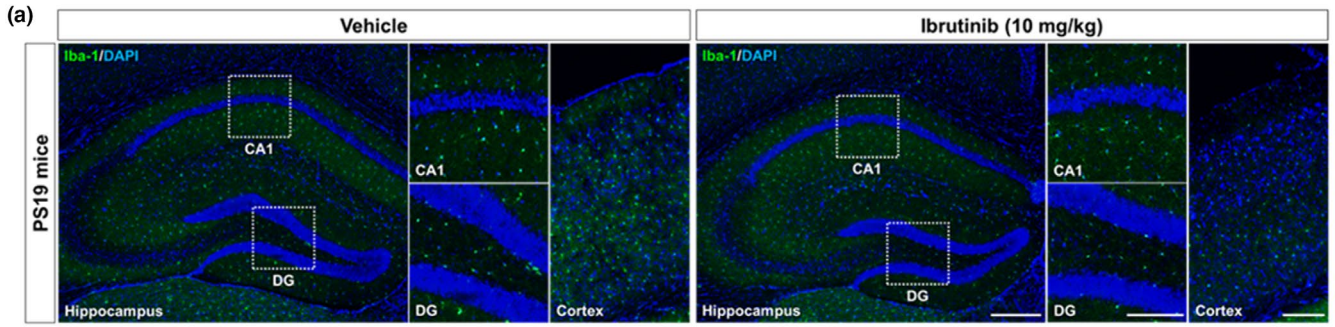 (a)
Vehicle
Ibrutinib (10 mg/kg)
PS19 mice
Iba-1/DAPI
CA1
DG
Hippocampus
CA1
DG
Cortex
Iba-1/DAPI
CA1
DG
Hippocampus
CA1
DG
Cortex